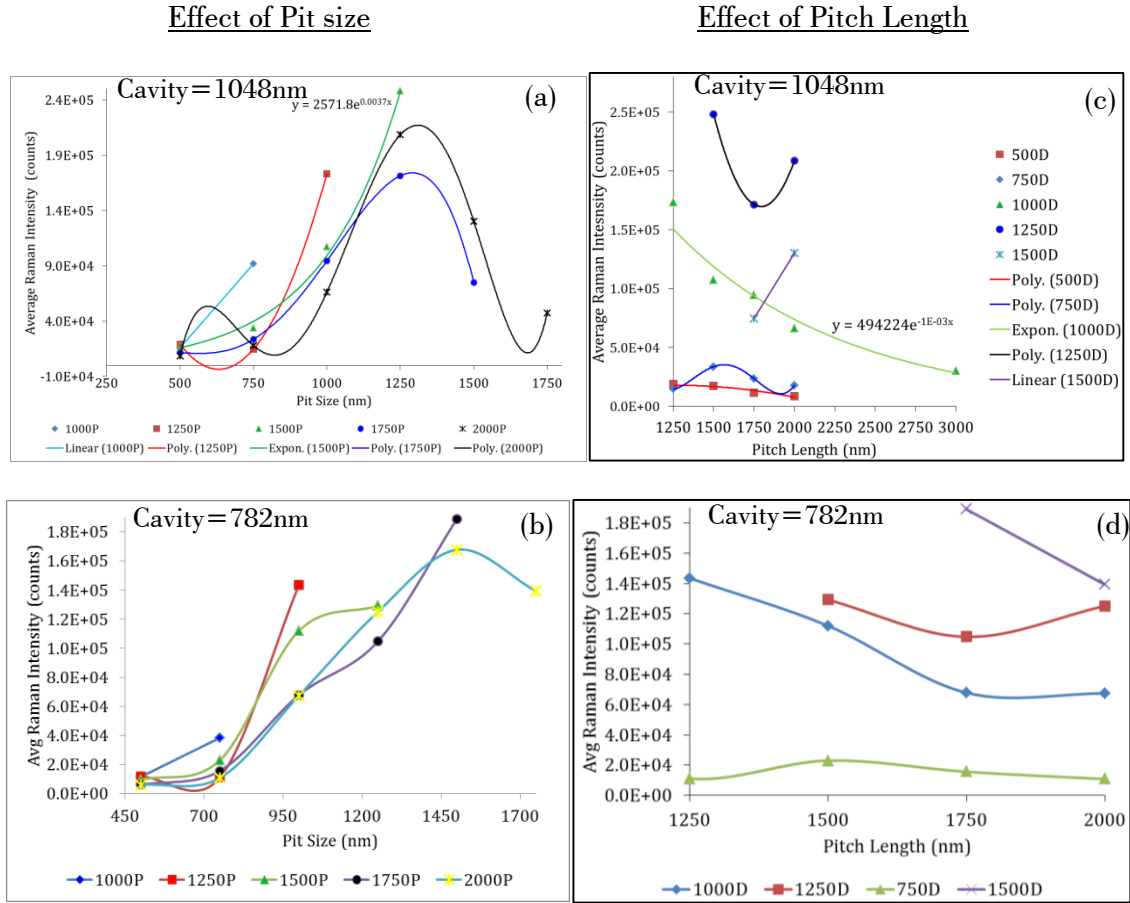 Effect of Pit size
Effect of Pitch Length
Cavity=1048nm
(a)
y = 2571.8e^0.0037x
Average Raman Intensity (counts)
2.4E+05
1.9E+05
1.4E+05
9.0E+04
4.0E+04
-1.0E+04
250 500 750 1000 1250 1500 1750
Pit Size (nm)
1000P 1250P 1500P 1750P 2000P
Linear (1000P) Poly. (1250P) Expon. (1500P) Poly. (1750P) Poly. (2000P)
Cavity=1048nm
(c)
Average Raman Intesnsity (counts)
2.5E+05
2.0E+05
1.5E+05
1.0E+05
5.0E+04
0.0E+00
y = 494224e^-1E-03x
1250 1500 1750 2000 2250 2500 2750 3000
Pitch Length (nm)
500D
750D
1000D
1250D
1500D
Poly. (500D)
Poly. (750D)
Expon. (1000D)
Poly. (1250D)
Linear (1500D)
Cavity=782nm
(b)
Avg Raman Intensity (counts)
1.8E+05
1.6E+05
1.4E+05
1.2E+05
1.0E+05
8.0E+04
6.0E+04
4.0E+04
2.0E+04
0.0E+00
450 700 950 1200 1450 1700
Pit Size (nm)
1000P 1250P 1500P 1750P 2000P
Cavity=782nm
(d)
Avg Raman Intensity (counts)
1.8E+05
1.6E+05
1.4E+05
1.2E+05
1.0E+05
8.0E+04
6.0E+04
4.0E+04
2.0E+04
0.0E+00
1250 1500 1750 2000
Pitch Length (nm)
1000D 1250D 750D 1500D